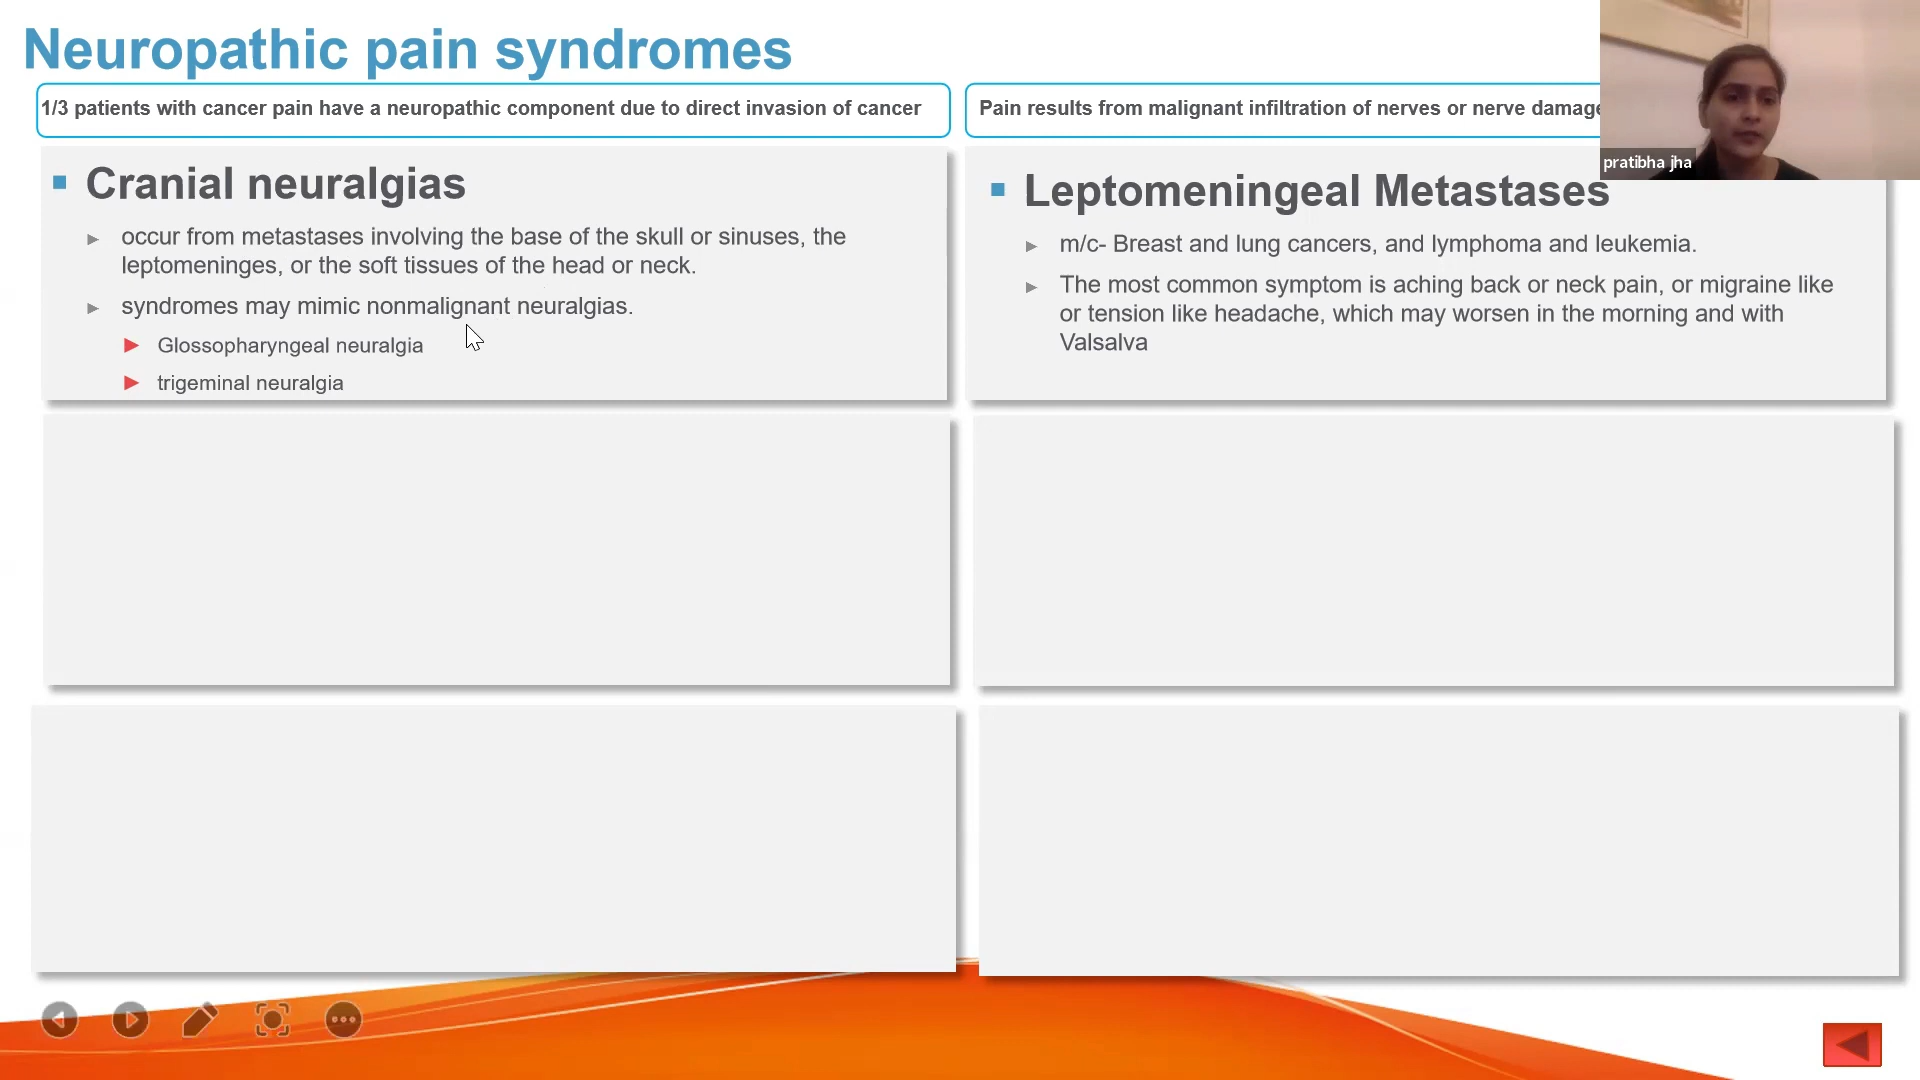 Neuropathic pain syndromes
1/3 patients with cancer pain have a neuropathic component due to direct invasion of cancer
Pain results from malignant infiltration of nerves or nerve damage
pratibha jha
Cranial neuralgias
occur from metastases involving the base of the skull or sinuses, the
leptomeninges, or the soft tissues of the head or neck.
syndromes may mimic nonmalignant neuralgias.
Glossopharyngeal neuralgia
trigeminal neuralgia
Leptomeningeal Metastases
m/c- Breast and lung cancers, and lymphoma and leukemia.
The most common symptom is aching back or neck pain, or migraine like
or tension like headache, which may worsen in the morning and with
Valsalva